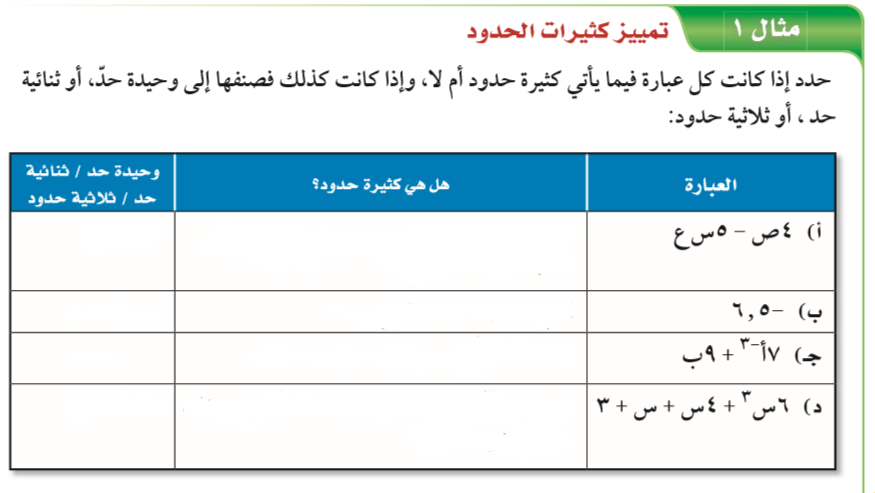 مثال ١
تمييز كثيرات الحدود
حدد إذا كانت كل عبارة فيما يأتي كثيرة حدود أم لا، وإذا كانت كذلك فصنفها إلى وحيدة حدّ، أو ثنائية
حد ، أو ثلاثية حدود:
العبارة
هل هي كثيرة حدود؟
وحيدة حد / ثنائية
حد / ثلاثية حدود
أ) ٤ص – ٥س ع
ب) –٥,٦
جـ) ٧أ⁻³ + ٩ب
د) ٦س³ + ٤س + س + ٣